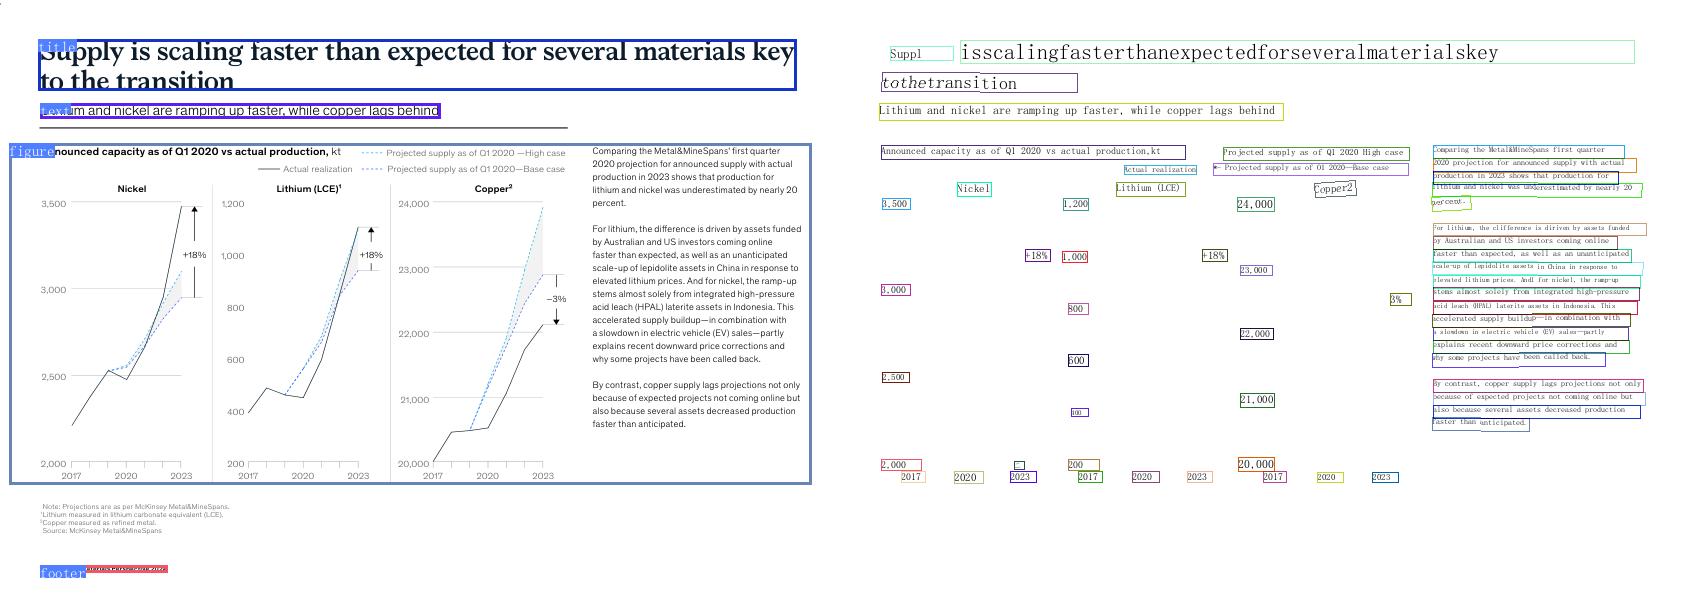 title
Supply is scaling faster than expected for several materials key
to the transition
text
um and nickel are ramping up faster, while copper lags behind
figure
nnounced capacity as of Q1 2020 vs actual production, kt
Projected supply as of Q1 2020 —High case
Actual realization
Projected supply as of Q1 2020—Base case
Nickel
3,500
3,000
2,500
2,000
+18%
2017 2020 2023
Lithium (LCE)¹
1,200
1,000
800
600
400
200
+18%
2017 2020 2023
Copper²
24,000
23,000
22,000
21,000
20,000
–3%
2017 2020 2023
Comparing the Metal&MineSpans' first quarter
2020 projection for announced supply with actual
production in 2023 shows that production for
lithium and nickel was underestimated by nearly 20
percent.
For lithium, the difference is driven by assets funded
by Australian and US investors coming online
faster than expected, as well as an unanticipated
scale-up of lepidolite assets in China in response to
elevated lithium prices. And for nickel, the ramp-up
stems almost solely from integrated high-pressure
acid leach (HPAL) laterite assets in Indonesia. This
accelerated supply buildup—in combination with
a slowdown in electric vehicle (EV) sales—partly
explains recent downward price corrections and
why some projects have been called back.
By contrast, copper supply lags projections not only
because of expected projects not coming online but
also because several assets decreased production
faster than anticipated.
Note: Projections are as per McKinsey Metal&MineSpans.
¹Lithium measured in lithium carbonate equivalent (LCE).
²Copper measured as refined metal.
Source: McKinsey Metal&MineSpans
footer
Suppl
isscalingfasterthanexpectedforseveralmaterialskey
tothetransition
Lithium and nickel are ramping up faster, while copper lags behind
Announced capacity as of Q1 2020 vs actual production,kt
Projected supply as of Q1 2020 High case
Actual realization
Projected supply as of Q1 2020—Base case
Nickel
Lithium (LCE)
Copper2
3,500
1,200
24,000
+18%
1,000
+18%
23,000
3,000
800
3%
22,000
600
2,500
21,000
400
2,000
200
20,000
2017 2020 2023 2017 2020 2023 2017 2020 2023
Comparing the Metal&MineSpans first quarter
2020 projection for announced supply with actual
production in 2023 shows that production for
lithium and nickel was underestimated by nearly 20
percent.
For lithium, the clifference is diriven by assets funded
by Australian and US investors coming online
faster than expected, as well as an unanticipated
scale-up of lepidolite assets in China in response to
elevated lithium prices. Andl for nickel, the ramp-up
stems almost solely from integrated high-pressure
acid leach (HPAL) laterite assets in Indonesia. This
accelerated supply buildup—in combination with
a slowdown in electric vehicle (EV) sales—partly
explains recent downward price corrections and
why some projects have been called back.
By contrast, copper supply lags projections not only
because of expected projects not coming online but
also because several assets decreased production
faster than anticipated.